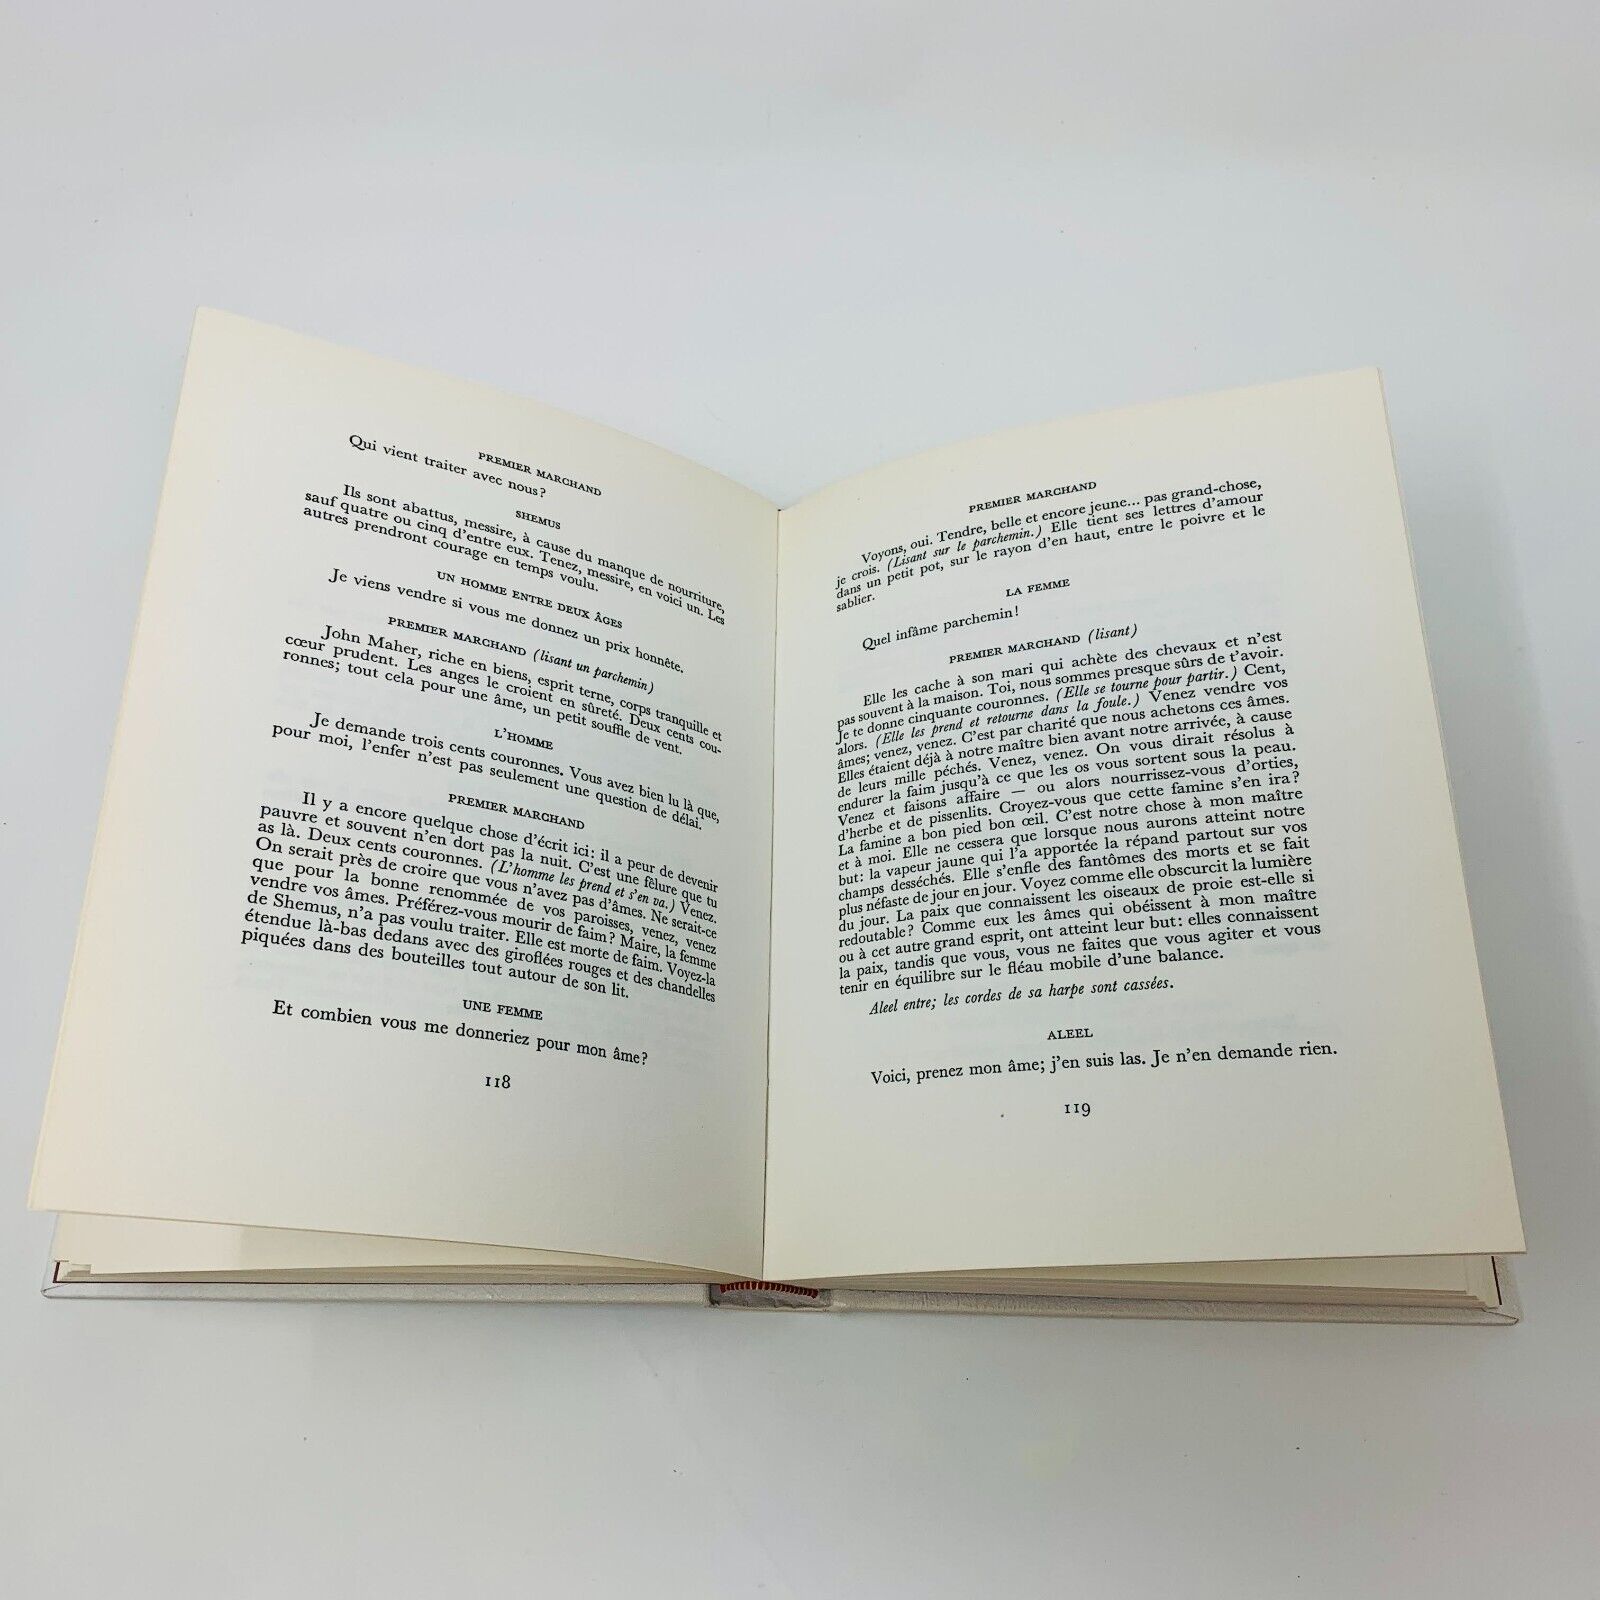 PREMIER MARCHAND
Qui vient traiter avec nous?
SHEMUS
Ils sont abattus, messire, à cause du manque de nourriture,
sauf quatre ou cinq d'entre eux. Tenez, messire, en voici un. Les
autres prendront courage en temps voulu.
UN HOMME ENTRE DEUX ÂGES
Je viens vendre si vous me donnez un prix honnête.
PREMIER MARCHAND (lisant un parchemin)
John Maher, riche en biens, esprit terne, corps tranquille et
cœur prudent. Les anges le croient en sûreté. Deux cents cou-
ronnes; tout cela pour une âme, un petit souffle de vent.
L'HOMME
Je demande trois cents couronnes. Vous avez bien lu là que,
pour moi, l'enfer n'est pas seulement une question de délai.
PREMIER MARCHAND
Il y a encore quelque chose d'écrit ici: il a peur de devenir
pauvre et souvent n'en dort pas la nuit. C'est une fêlure que tu
as là. Deux cents couronnes. (L'homme les prend et s'en va.) Venez.
On serait près de croire que vous n'avez pas d'âmes. Ne serait-ce
que pour la bonne renommée de vos paroisses, venez, venez
vendre vos âmes. Préférez-vous mourir de faim? Maire, la femme
de Shemus, n'a pas voulu traiter. Elle est morte de faim. Voyez-la
étendue là-bas dedans avec des giroflées rouges et des chandelles
piquées dans des bouteilles tout autour de son lit.
UNE FEMME
Et combien vous me donneriez pour mon âme?
118
PREMIER MARCHAND
Voyons, oui. Tendre, belle et encore jeune... pas grand-chose,
je crois. (Lisant sur le parchemin.) Elle tient ses lettres d'amour
dans un petit pot, sur le rayon d'en haut, entre le poivre et le
sablier.
LA FEMME
Quel infâme parchemin!
PREMIER MARCHAND (lisant)
Elle les cache à son mari qui achète des chevaux et n'est
pas souvent à la maison. Toi, nous sommes presque sûrs de t'avoir.
Je te donne cinquante couronnes. (Elle se tourne pour partir.) Cent,
alors. (Elle les prend et retourne dans la foule.) Venez vendre vos
âmes; venez, venez. C'est par charité que nous achetons ces âmes.
Elles étaient déjà à notre maître bien avant notre arrivée, à cause
de leurs mille péchés. Venez, venez. On vous dirait résolus à
endurer la faim jusqu'à ce que les os vous sortent sous la peau.
Venez et faisons affaire — ou alors nourrissez-vous d'orties,
d'herbe et de pissenlits. Croyez-vous que cette famine s'en ira?
La famine a bon pied bon œil. C'est notre chose à mon maître
et à moi. Elle ne cessera que lorsque nous aurons atteint notre
but: la vapeur jaune qui l'a apportée la répand partout sur vos
champs desséchés. Elle s'enfle des fantômes des morts et se fait
plus néfaste de jour en jour. Voyez comme elle obscurcit la lumière
du jour. La paix que connaissent les oiseaux de proie est-elle si
redoutable? Comme eux les âmes qui obéissent à mon maître
ou à cet autre grand esprit, ont atteint leur but: elles connaissent
la paix, tandis que vous, vous ne faites que vous agiter et vous
tenir en équilibre sur le fléau mobile d'une balance.
Aleel entre; les cordes de sa harpe sont cassées.
ALEEL
Voici, prenez mon âme; j'en suis las. Je n'en demande rien.
119